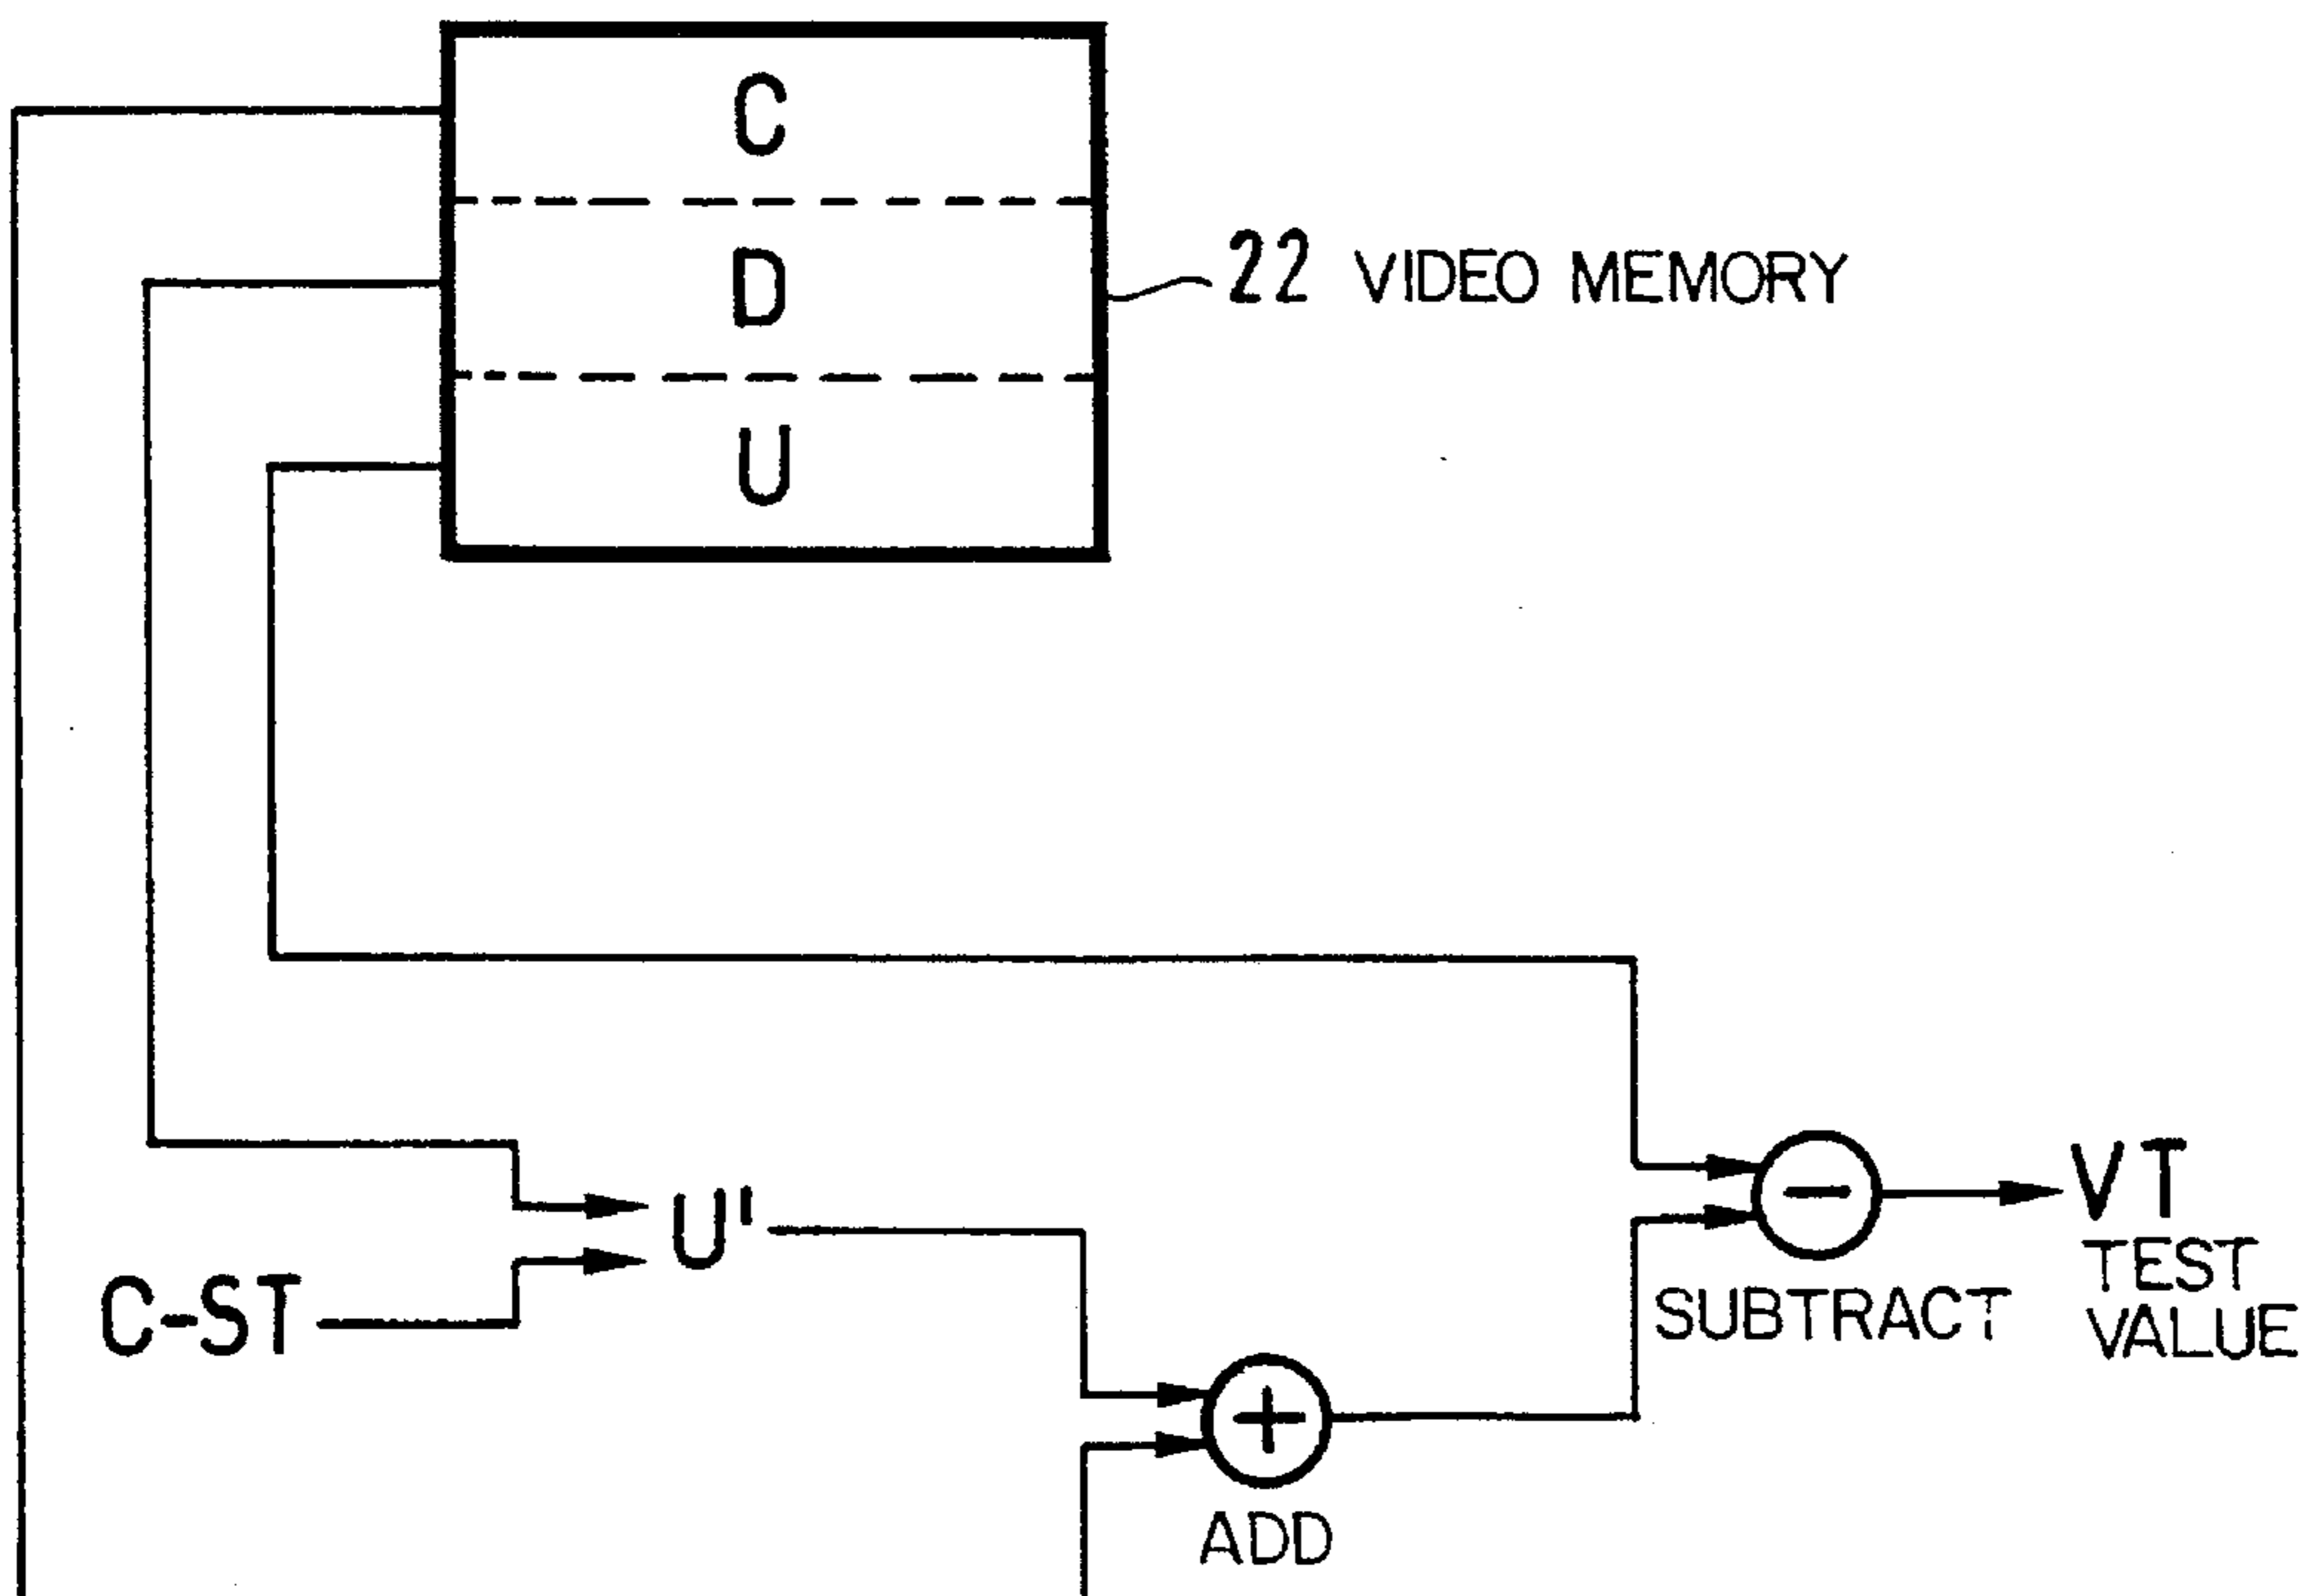 C
D
22 VIDEO MEMORY
U
U'
C-ST
VT
TEST
VALUE
SUBTRACT
+
ADD